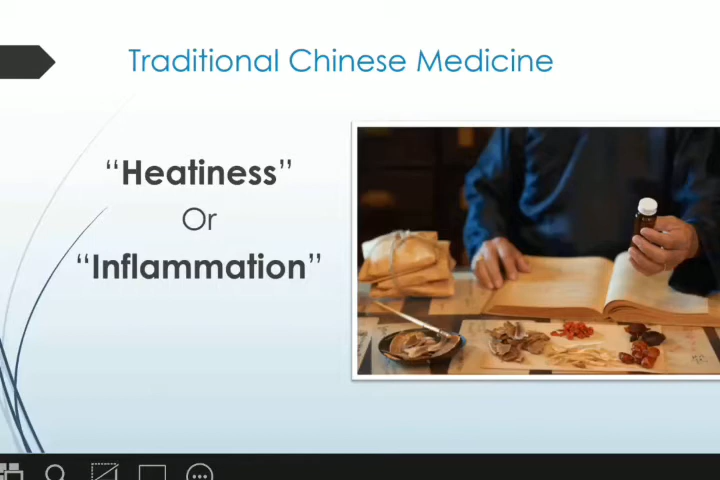 Traditional Chinese Medicine
“Heatiness”
Or
“Inflammation”